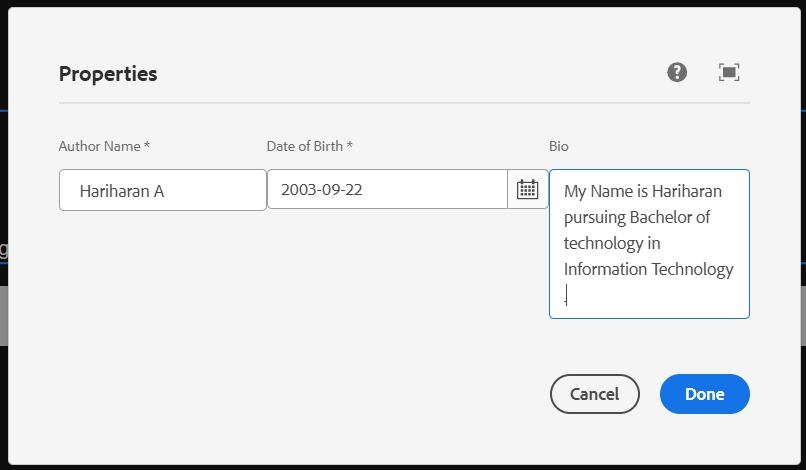 Properties
Author Name *
Date of Birth *
Bio
Hariharan A
2003-09-22
My Name is Hariharan
pursuing Bachelor of
technology in
Information Technology
.
Cancel
Done